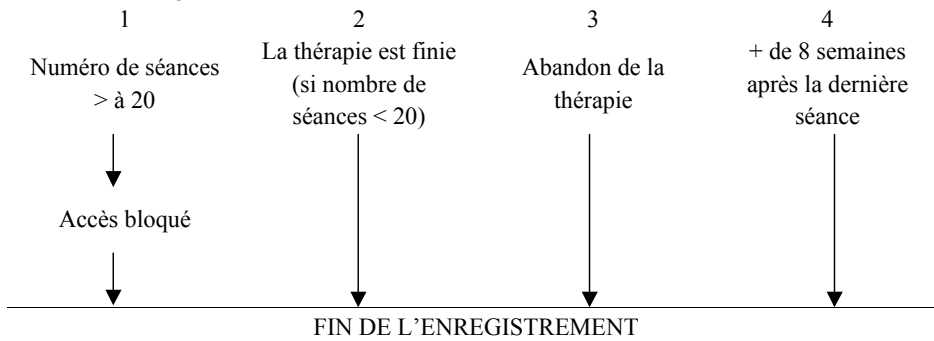 1
Numéro de séances
> à 20
Accès bloqué
2
La thérapie est finie
(si nombre de
séances < 20)
3
Abandon de la
thérapie
4
+ de 8 semaines
après la dernière
séance
FIN DE L'ENREGISTREMENT